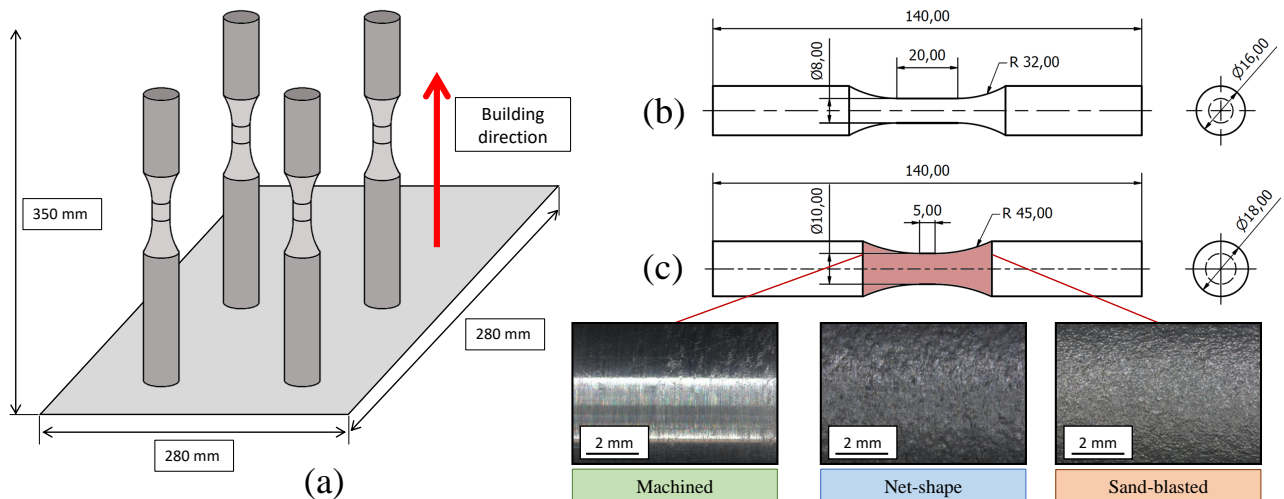 350 mm
Building
direction
280 mm
280 mm
(a)
140,00
20,00
Ø8,00
R 32,00
Ø16,00
(b)
140,00
5,00
Ø10,00
R 45,00
Ø18,00
(c)
2 mm
2 mm
2 mm
Machined
Net-shape
Sand-blasted